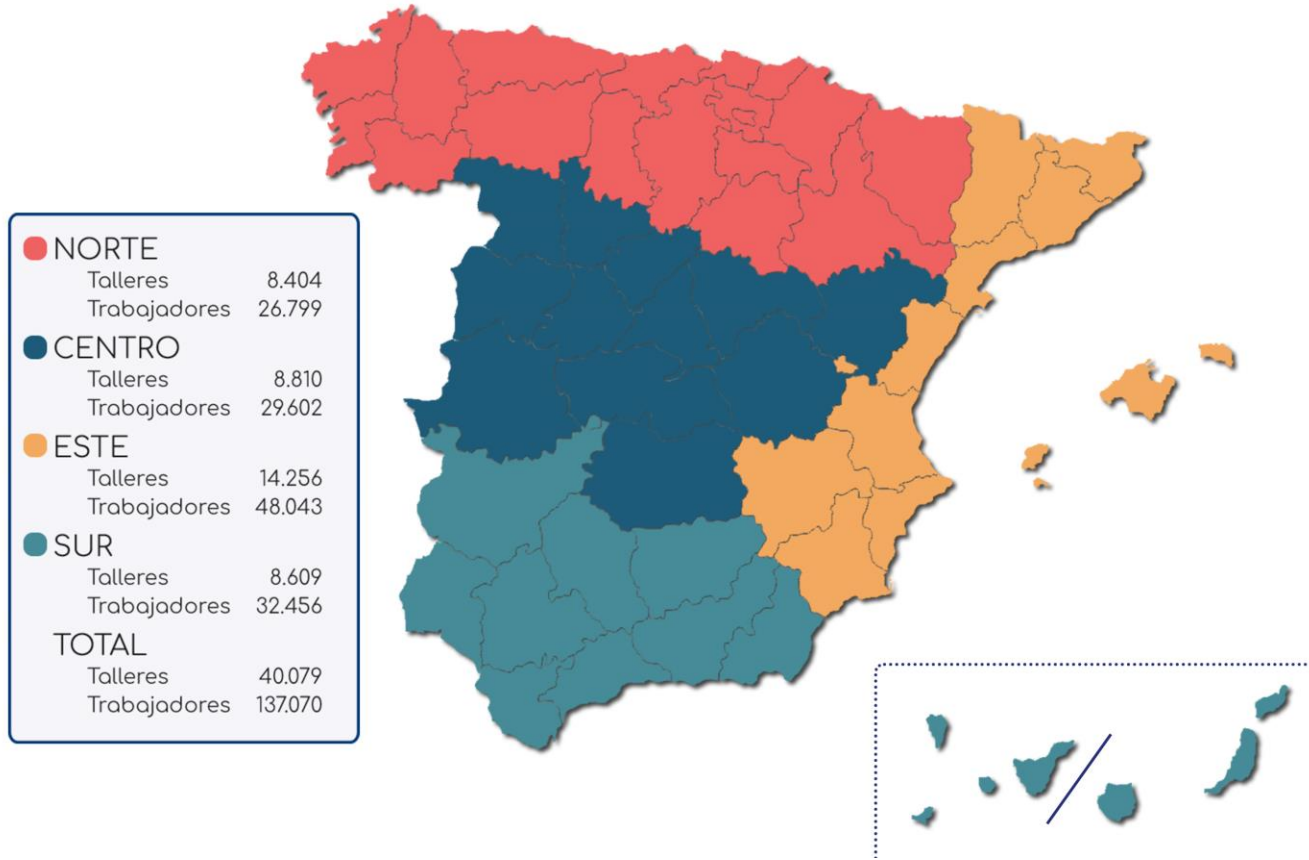 NORTE
Talleres 8.404
Trabajadores 26.799
CENTRO
Talleres 8.810
Trabajadores 29.602
ESTE
Talleres 14.256
Trabajadores 48.043
SUR
Talleres 8.609
Trabajadores 32.456
TOTAL
Talleres 40.079
Trabajadores 137.070